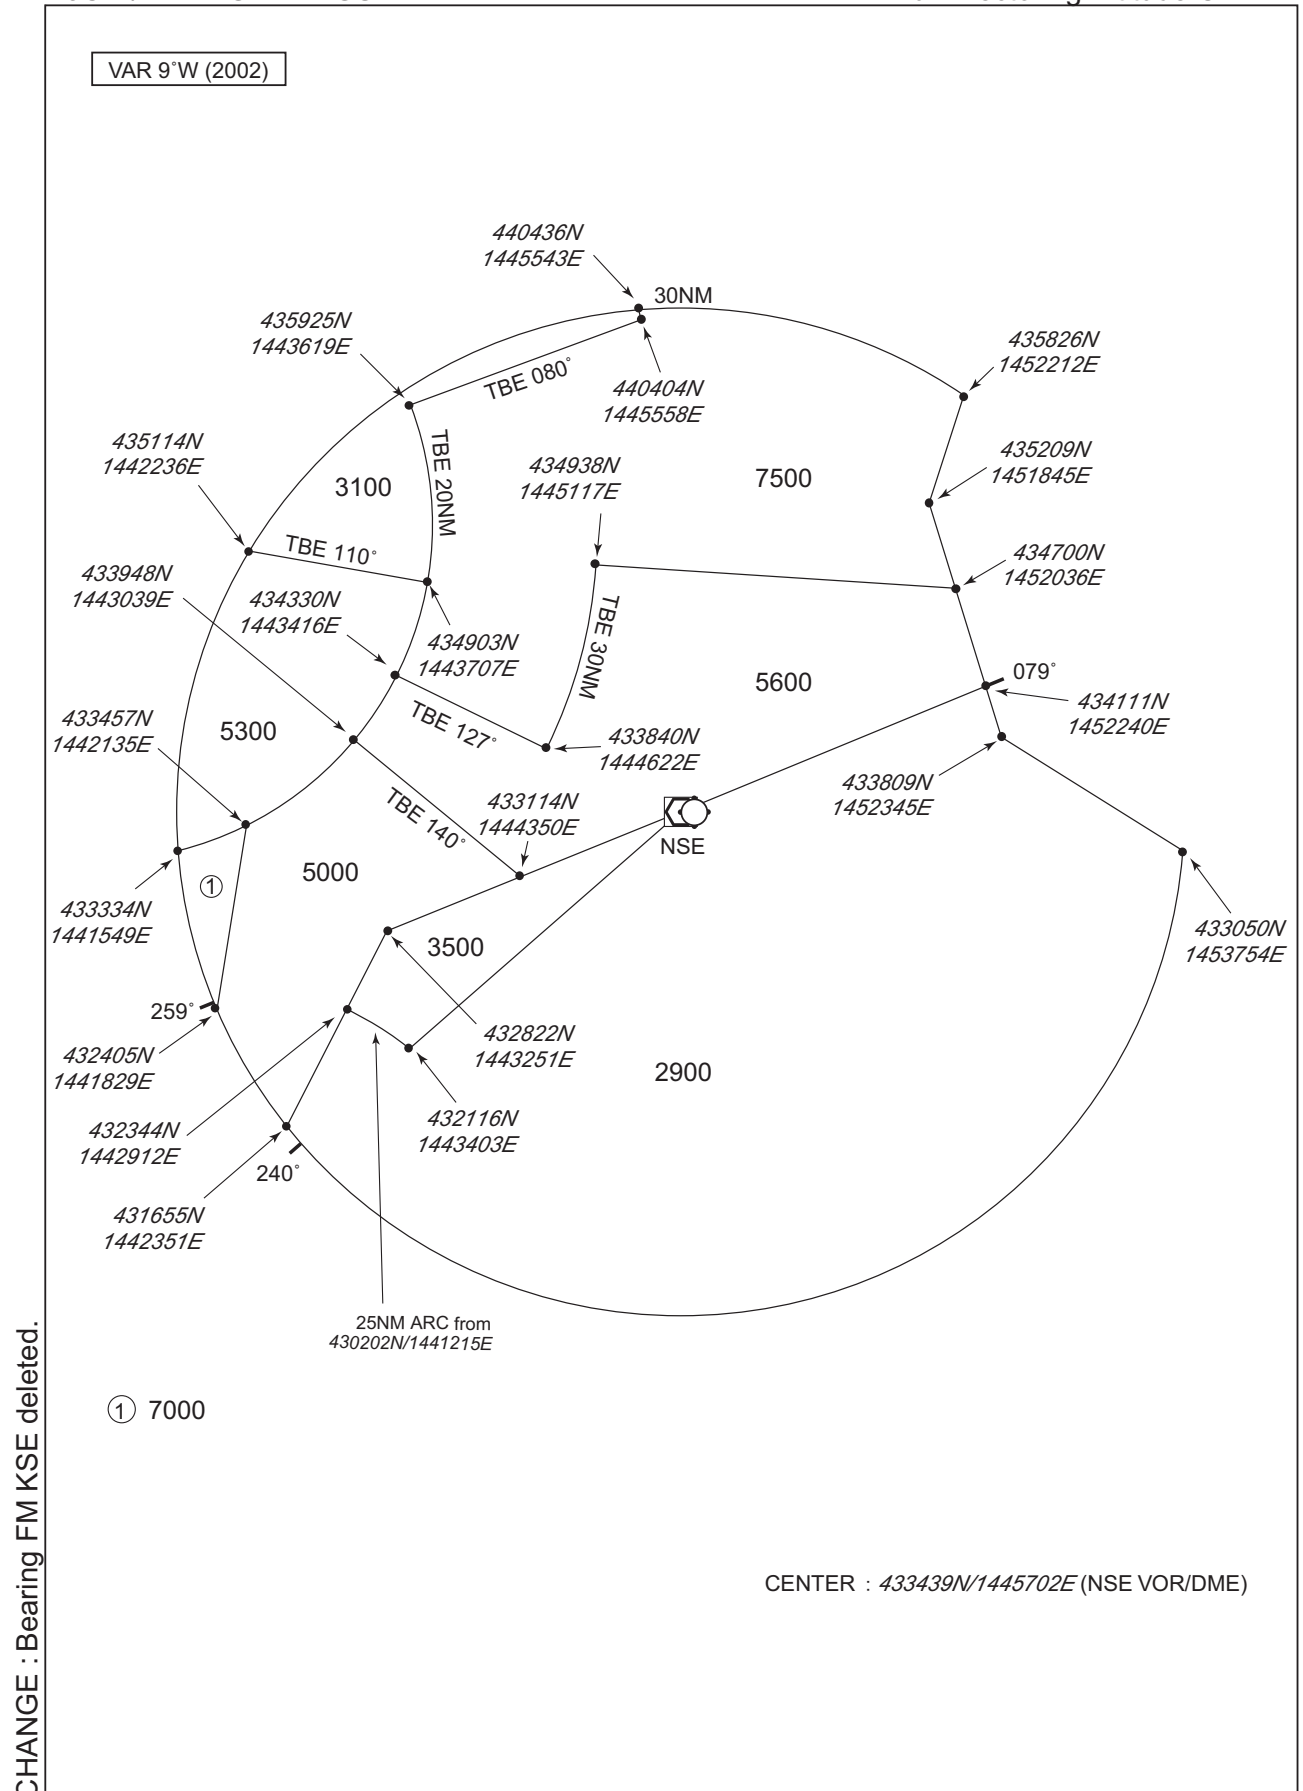 VAR 9˚W (2002)
440436N
1445543E
30NM
435925N
1443619E
435826N
1452212E
TBE 080˚
440404N
1445558E
435114N
1442236E
TBE 20NM
434938N
1445117E
435209N
1451845E
7500
3100
TBE 110˚
434700N
1452036E
433948N
1443039E
434330N
1443416E
434903N
1443707E
TBE 30NM
5600
079˚
434111N
1452240E
TBE 127˚
433457N
1442135E
5300
433840N
1444622E
433809N
1452345E
TBE 140˚
433114N
1444350E
NSE
5000
1
433334N
1441549E
3500
433050N
1453754E
259˚
432405N
1441829E
432822N
1443251E
2900
432344N
1442912E
432116N
1443403E
240˚
431655N
1442351E
25NM ARC from
430202N/1441215E
1 7000
CENTER : 433439N/1445702E (NSE VOR/DME)
CHANGE : Bearing FM KSE deleted.